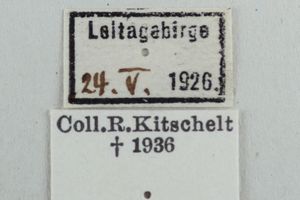 Leitagebirge
24. V. 1926.
Coll.R.Kitschelt
† 1936